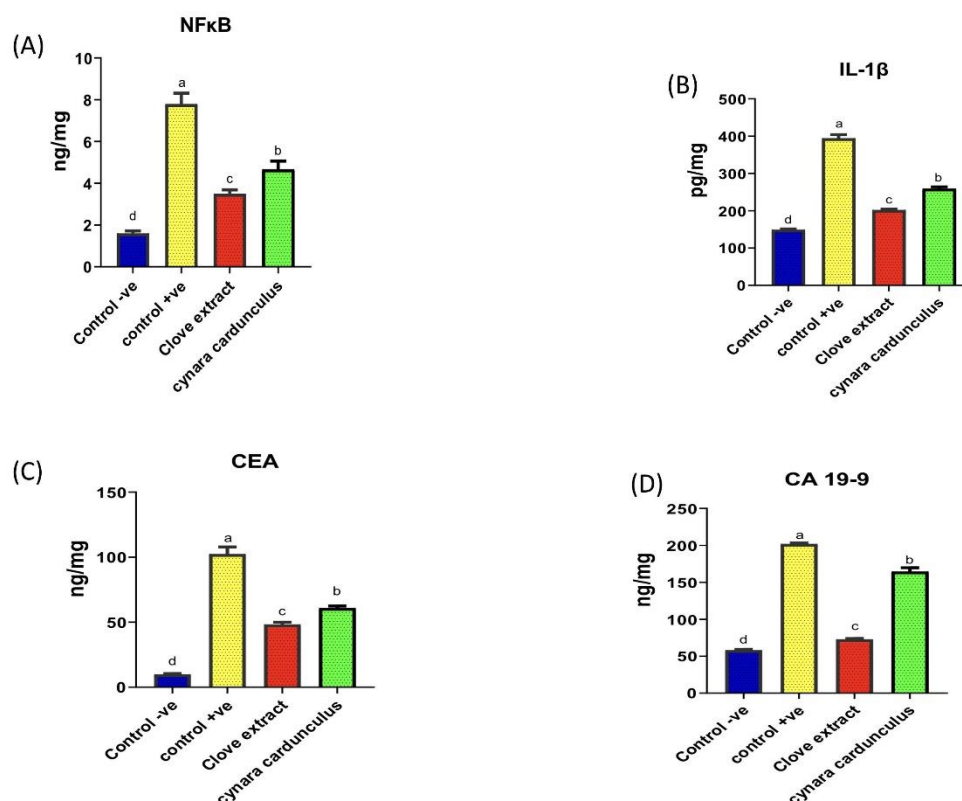 (A)
NFκB
ng/mg
10
8
6
4
2
0
d
a
c
b
Control -ve
control +ve
Clove extract
cynara cardunculus
(B)
IL-1β
pg/mg
500
400
300
200
100
0
d
a
c
b
Control -ve
control +ve
Clove extract
cynara cardunculus
(C)
CEA
ng/mg
150
100
50
0
d
a
c
b
Control -ve
control +ve
Clove extract
cynara cardunculus
(D)
CA 19-9
ng/mg
250
200
150
100
50
0
d
a
c
b
Control -ve
control +ve
Clove extract
cynara cardunculus